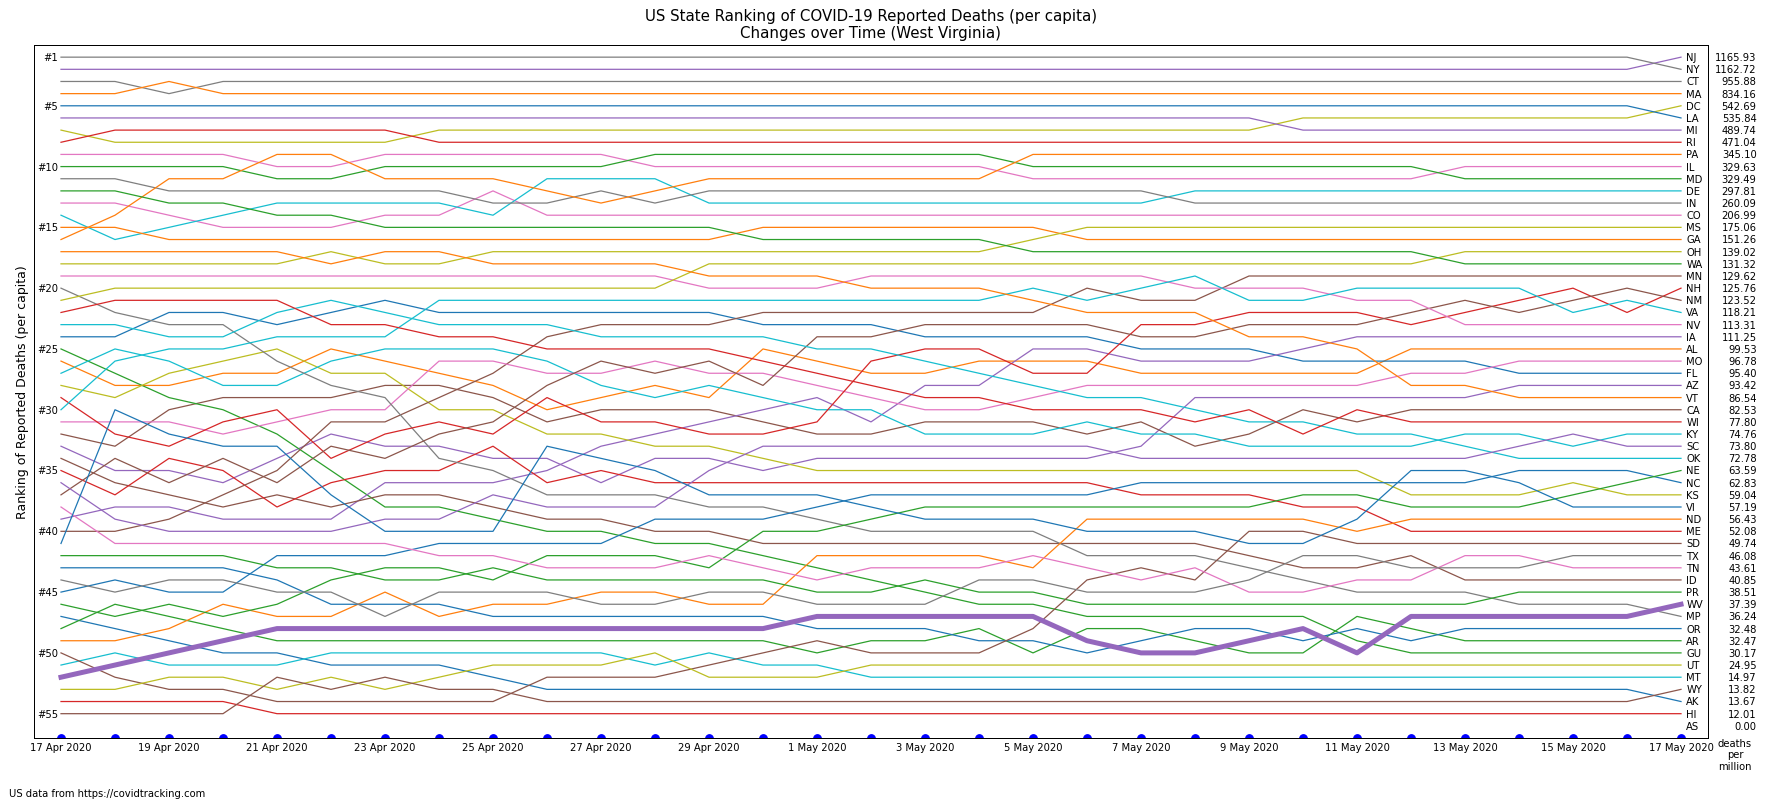 US State Ranking of COVID-19 Reported Deaths (per capita)
Changes over Time (West Virginia)
Ranking of Reported Deaths (per capita)
#1
#5
#10
#15
#20
#25
#30
#35
#40
#45
#50
#55
NJ 1165.93
NY 1162.72
CT 955.88
MA 834.16
DC 542.69
LA 535.84
MI 489.74
RI 471.04
PA 345.10
IL 329.63
MD 329.49
DE 297.81
IN 260.09
CO 206.99
MS 175.06
GA 151.26
OH 139.02
WA 131.32
MN 129.62
NH 125.76
NM 123.52
VA 118.21
NV 113.31
IA 111.25
AL 99.53
MO 96.78
FL 95.40
AZ 93.42
VT 86.54
CA 82.53
WI 77.80
KY 74.76
SC 73.80
OK 72.78
NE 63.59
NC 62.83
KS 59.04
VI 57.19
ND 56.43
ME 52.08
SD 49.74
TX 46.08
TN 43.61
ID 40.85
PR 38.51
WV 37.39
MP 36.24
OR 32.48
AR 32.47
GU 30.17
UT 24.95
MT 14.97
WY 13.82
AK 13.67
HI 12.01
AS 0.00
17 Apr 2020 19 Apr 2020 21 Apr 2020 23 Apr 2020 25 Apr 2020 27 Apr 2020 29 Apr 2020 1 May 2020 3 May 2020 5 May 2020 7 May 2020 9 May 2020 11 May 2020 13 May 2020 15 May 2020 17 May 2020
deaths
per
million
US data from https://covidtracking.com